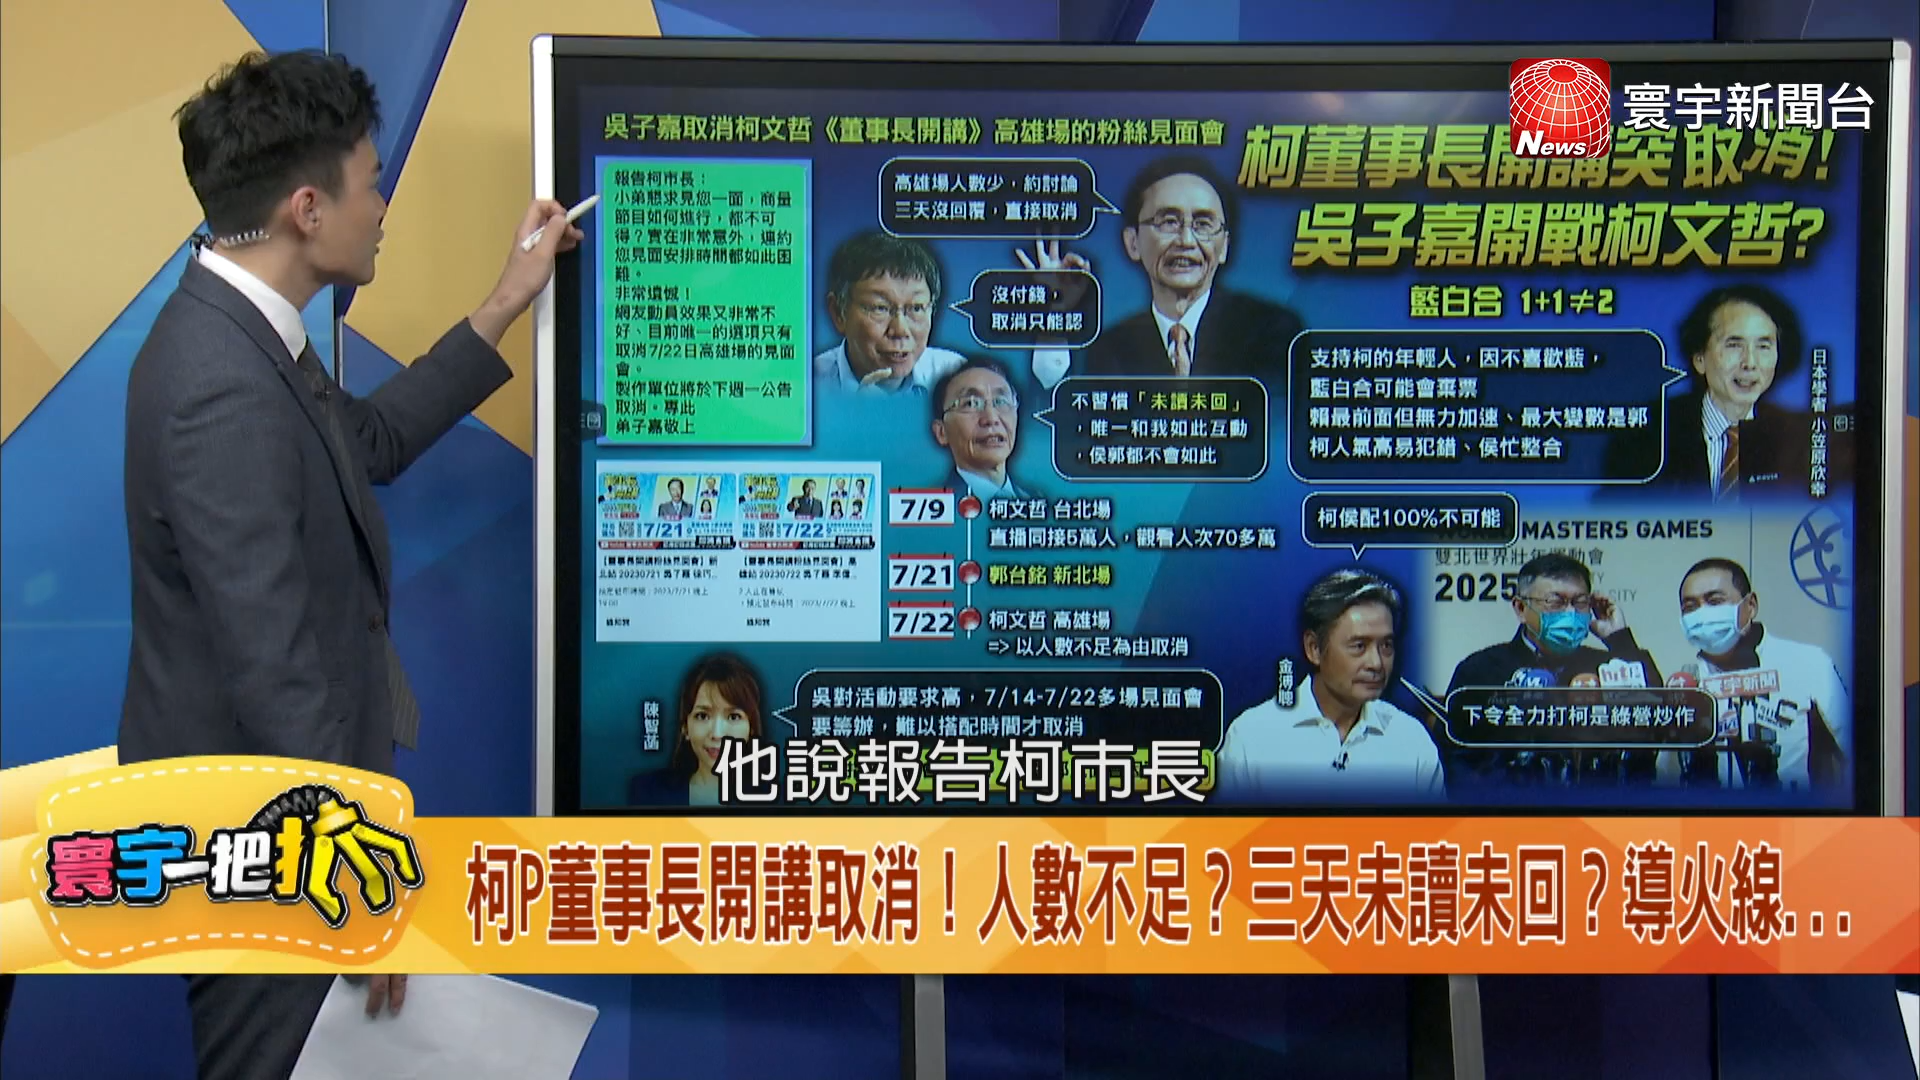 News
寰宇新聞台
吳子嘉取消柯文哲《董事長開講》高雄場的粉絲見面會
柯董事長開講突取消!
吳子嘉開戰柯文哲?
藍白合 1+1≠2
報告柯市長：
小弟懇求見您一面，商量
節目如何進行，都不可
得？實在非常意外，連約
您見面安排時間都如此困
難。
非常遺憾！
網友動員效果又非常不
好、目前唯一的選項只有
取消7/22日高雄場的見面
會。
製作單位將於下週一公告
取消。專此
弟子嘉敬上
高雄場人數少，約討論
三天沒回覆，直接取消
沒付錢，
取消只能認
不習慣「未讀未回」
，唯一和我如此互動
，侯郭都不會如此
支持柯的年輕人，因不喜歡藍，
藍白合可能會棄票
賴最前面但無力加速、最大變數是郭
柯人氣高易犯錯、侯忙整合
日本學者 小笠原欣幸
7/21
7/22
7/9
柯文哲 台北場
直播同接5萬人，觀看人次70多萬
7/21
郭台銘 新北場
7/22
柯文哲 高雄場
=> 以人數不足為由取消
柯侯配100%不可能
MASTERS GAMES
雙北世界壯年運動會
2025
金溥聰
下令全力打柯是綠營炒作
寰宇新聞
陳智菡
吳對活動要求高，7/14-7/22多場見面會
要籌辦，難以搭配時間才取消
他說報告柯市長
寰宇一把抓
柯P董事長開講取消！人數不足？三天未讀未回？導火線...